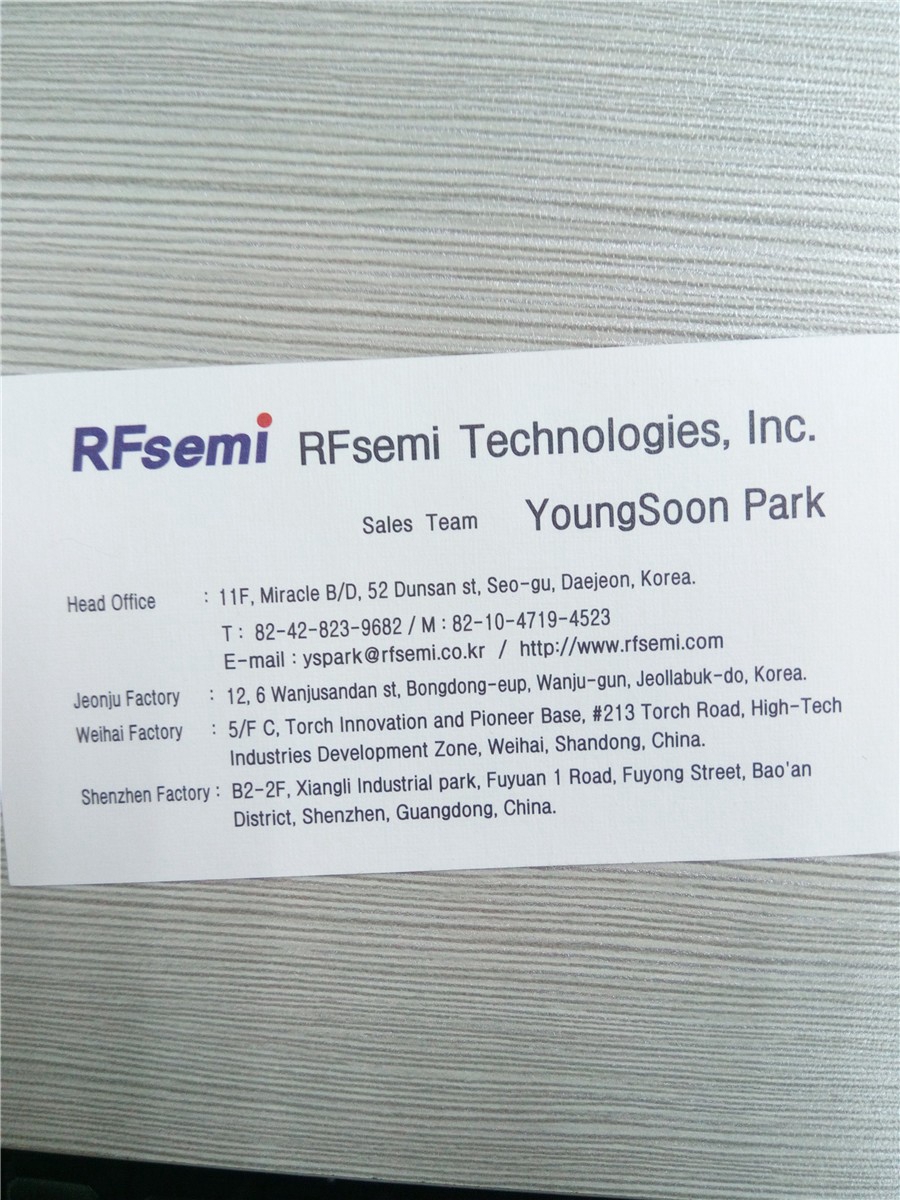 RFsemi RFsemi Technologies, Inc.
Sales Team YoungSoon Park
Head Office : 11F, Miracle B/D, 52 Dunsan st, Seo-gu, Daejeon, Korea.
T : 82-42-823-9682 / M : 82-10-4719-4523
E-mail : yspark@rfsemi.co.kr / http://www.rfsemi.com
Jeonju Factory : 12, 6 Wanjusandan st, Bongdong-eup, Wanju-gun, Jeollabuk-do, Korea.
Weihai Factory : 5/F C, Torch Innovation and Pioneer Base, #213 Torch Road, High-Tech
Industries Development Zone, Weihai, Shandong, China.
Shenzhen Factory : B2-2F, Xiangli Industrial park, Fuyuan 1 Road, Fuyong Street, Bao'an
District, Shenzhen, Guangdong, China.